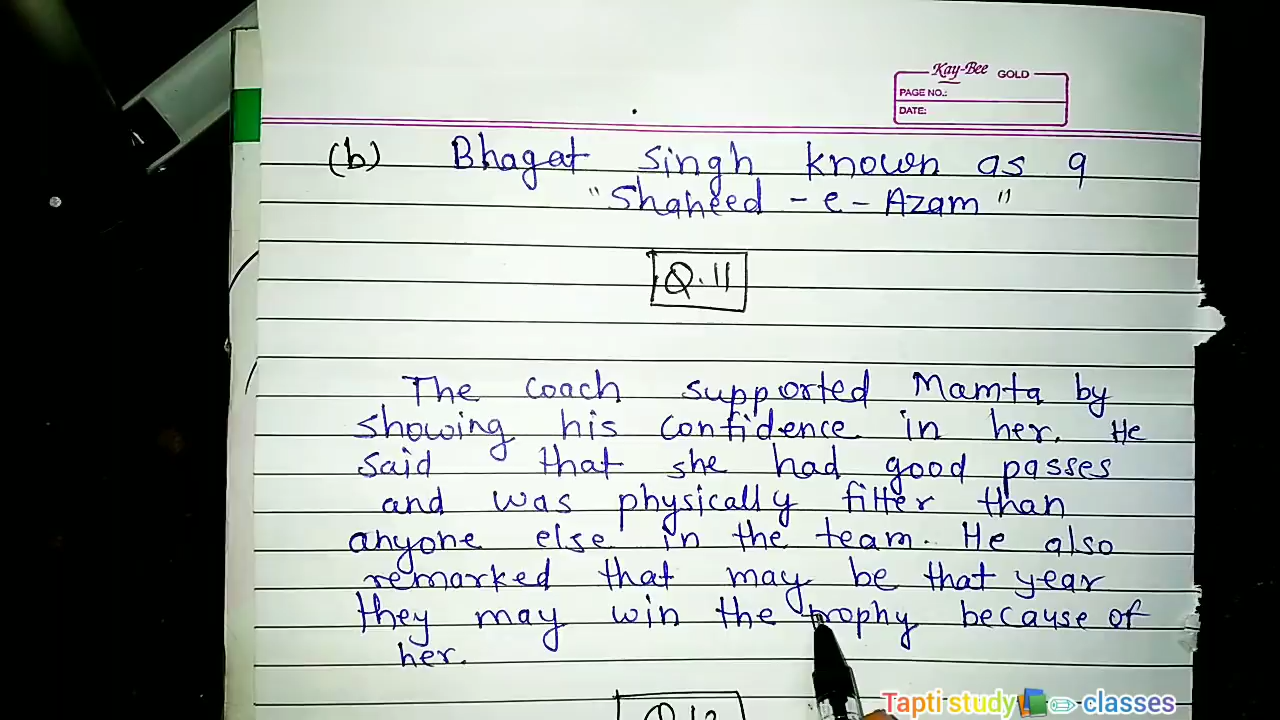 Kay-Bee GOLD
PAGE NO.:
DATE:
(b) Bhagat Singh known as a
"Shaheed - e - Azam"
Q.11
The coach supported Mamta by
showing his confidence in her. He
said that she had good passes
and was physically fitter than
anyone else in the team. He also
remarked that may be that year
they may win the trophy because of
her.
Q.12
Tapti study classes